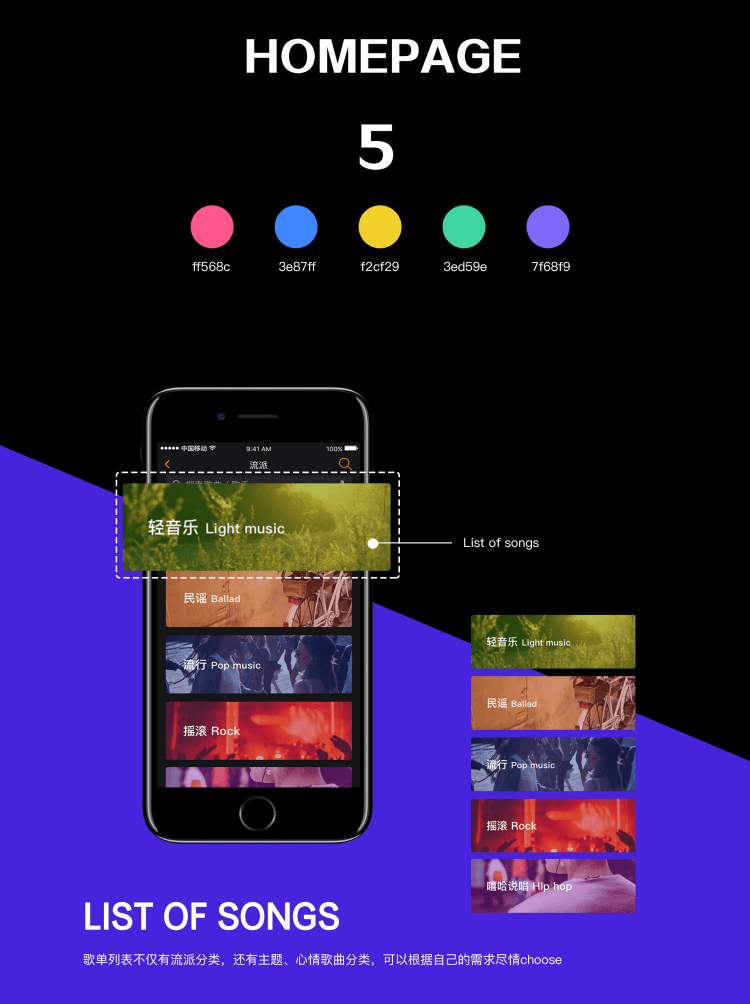 HOMEPAGE
5
ff568c 3e87ff f2cf29 3ed59e 7f68f9
中国移动 9:41 AM 100%
流派
轻音乐 Light music
List of songs
民谣 Ballad
流行 Pop music
摇滚 Rock
轻音乐 Light music
民谣 Ballad
流行 Pop music
摇滚 Rock
嘻哈说唱 Hip hop
LIST OF SONGS
歌单列表不仅有流派分类，还有主题、心情歌曲分类，可以根据自己的需求尽情choose